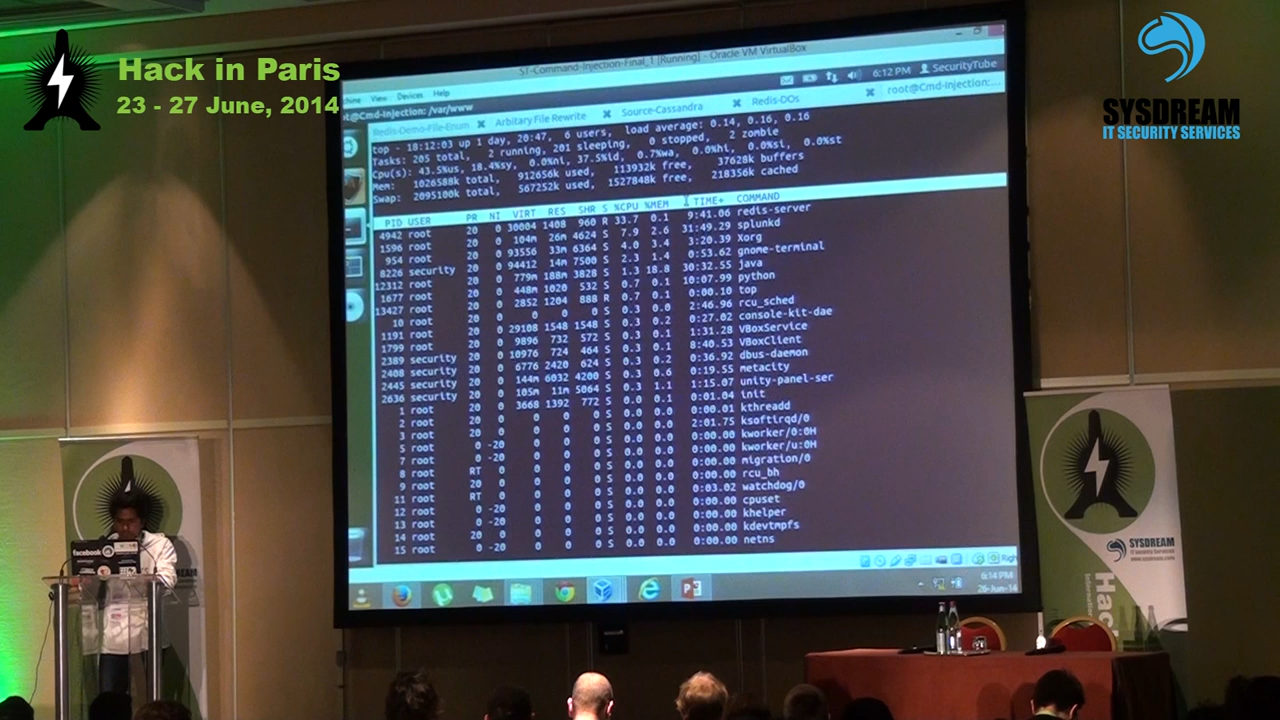 Hack in Paris
23 - 27 June, 2014
SYSDREAM
IT SECURITY SERVICES
ST-Command-Injection-Final_1 [Running] - Oracle VM VirtualBox
View Devices Help
6:12 PM SecurityTube
Cmd-Injection: /var/www
Redis-Demo-File-Enum Arbitary File Rewrite Source-Cassandra Redis-DOs root@Cmd-Injection:...
top - 18:12:03 up 1 day, 20:47, 6 users, load average: 0.14, 0.16, 0.16
Tasks: 205 total, 2 running, 201 sleeping, 0 stopped, 2 zombie
Cpu(s): 43.5%us, 18.4%sy, 0.0%ni, 37.5%id, 0.7%wa, 0.0%hi, 0.0%si, 0.0%st
Mem: 1026588k total, 912656k used, 113932k free, 37628k buffers
Swap: 2095100k total, 567252k used, 1527848k free, 218356k cached
PID USER PR NI VIRT RES SHR S %CPU %MEM TIME+ COMMAND
4942 root 20 0 30004 1408 960 R 33.7 0.1 9:41.06 redis-server
1596 root 20 0 104m 26m 4624 S 7.9 2.6 31:49.29 splunkd
954 root 20 0 93556 33m 6364 S 4.0 3.4 3:20.39 Xorg
8226 security 20 0 94412 14m 7500 S 2.3 1.4 0:53.62 gnome-terminal
12312 root 20 0 779m 188m 3828 S 1.3 18.8 30:32.55 java
1677 root 20 0 448m 1020 532 S 0.7 0.1 10:07.99 python
13427 root 20 0 2852 1204 888 R 0.7 0.1 0:00.10 top
10 root 20 0 0 0 0 S 0.3 0.0 2:46.96 rcu_sched
1191 root 20 0 29108 1548 1548 S 0.3 0.2 0:27.02 console-kit-dae
1799 root 20 0 9896 732 572 S 0.3 0.1 1:31.28 VBoxService
2389 security 20 0 10976 724 464 S 0.3 0.1 8:40.53 VBoxClient
2408 security 20 0 6776 2420 624 S 0.3 0.2 0:36.92 dbus-daemon
2445 security 20 0 144m 6032 4200 S 0.3 0.6 0:19.55 metacity
2636 security 20 0 105m 11m 5064 S 0.3 1.1 1:15.07 unity-panel-ser
1 root 20 0 3668 1392 772 S 0.0 0.1 0:01.04 init
2 root 20 0 0 0 0 S 0.0 0.0 0:00.01 kthreadd
3 root 20 0 0 0 0 S 0.0 0.0 2:01.75 ksoftirqd/0
5 root 0 -20 0 0 0 S 0.0 0.0 0:00.00 kworker/0:0H
7 root 0 -20 0 0 0 S 0.0 0.0 0:00.00 kworker/u:0H
8 root RT 0 0 0 0 S 0.0 0.0 0:00.00 migration/0
9 root 20 0 0 0 0 S 0.0 0.0 0:00.00 rcu_bh
11 root RT 0 0 0 0 S 0.0 0.0 0:03.02 watchdog/0
12 root 0 -20 0 0 0 S 0.0 0.0 0:00.00 cpuset
13 root 0 -20 0 0 0 S 0.0 0.0 0:00.00 khelper
14 root 20 0 0 0 0 S 0.0 0.0 0:00.00 kdevtmpfs
15 root 0 -20 0 0 0 S 0.0 0.0 0:00.00 netns
6:14 PM
26-Jun-14
facebook
SYSDREAM
IT Security Services
www.sysdream.com
Hack